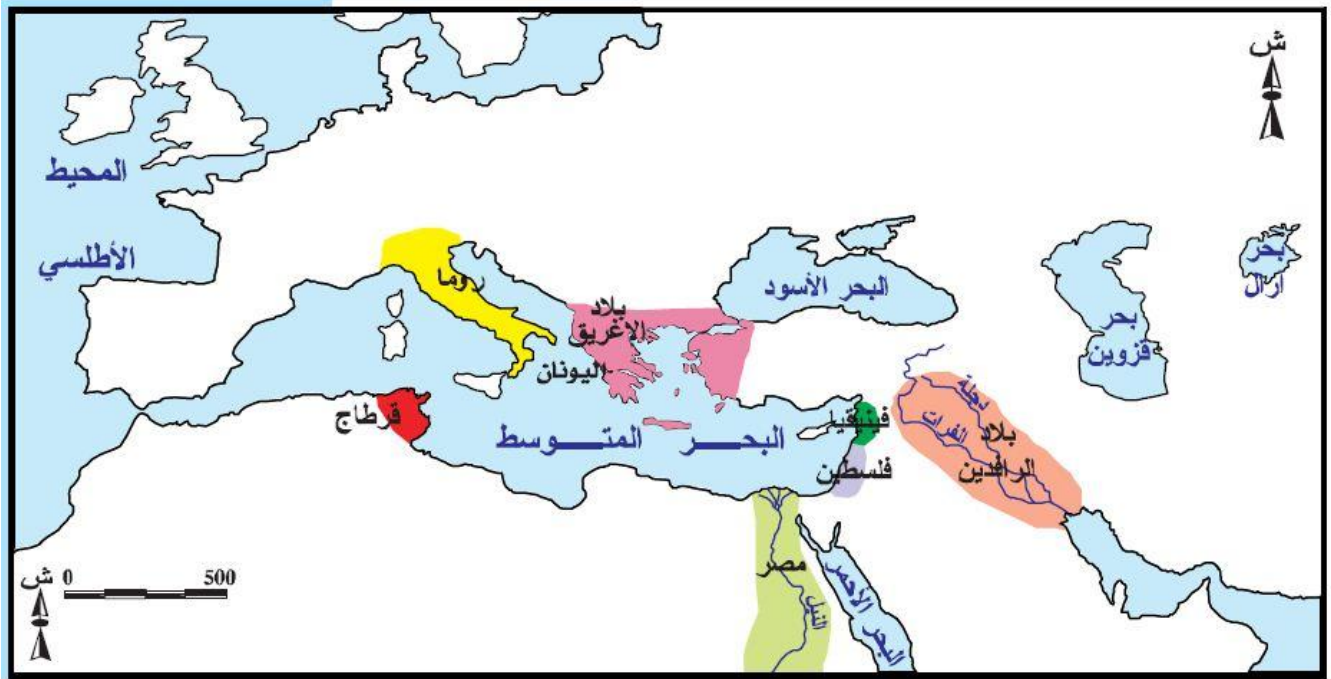 ش
المحيط
الأطلسي
روما
بلاد
الاغريق
اليونان
البحر الأسود
بحر
قزوين
بحر
ارال
قرطاج
البحر المتوسط
فينيقيا
فلسطين
دجلة
الفرات
بلاد
الرافدين
مصر
النيل
البحر الأحمر
ش
0 500